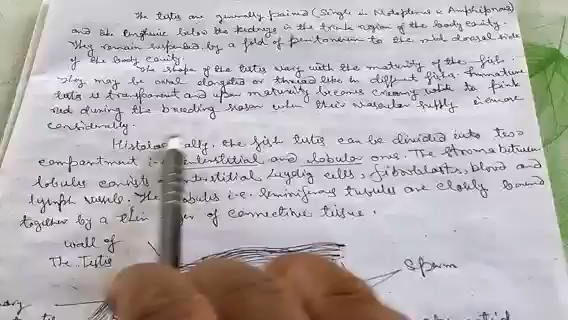 The testis are generally paired (single in Notopterus & Amphipnous)
and lie below the kidneys in the trunk region of the body cavity.
They remain suspended by a fold of peritoneum to the mid dorsal side
of the body cavity.
The shape of the testis vary with the maturity of the fish.
They may be oval elongated or thread like in different fishes. Immature
testis is transparent and upon maturity becomes creamy white to pink
red during the breeding season when their vascular supply increase
considerably.
Histologically, the fish testis can be divided into two
compartment interstitial and lobular ones. The stroma between
lobules consists interstitial Leydig cells, fibroblasts, blood and
lymph vessels. The lobules i.e. seminiferous tubules are closely bound
together by a thin of connective tissue.
wall of
The Testis
Sperm